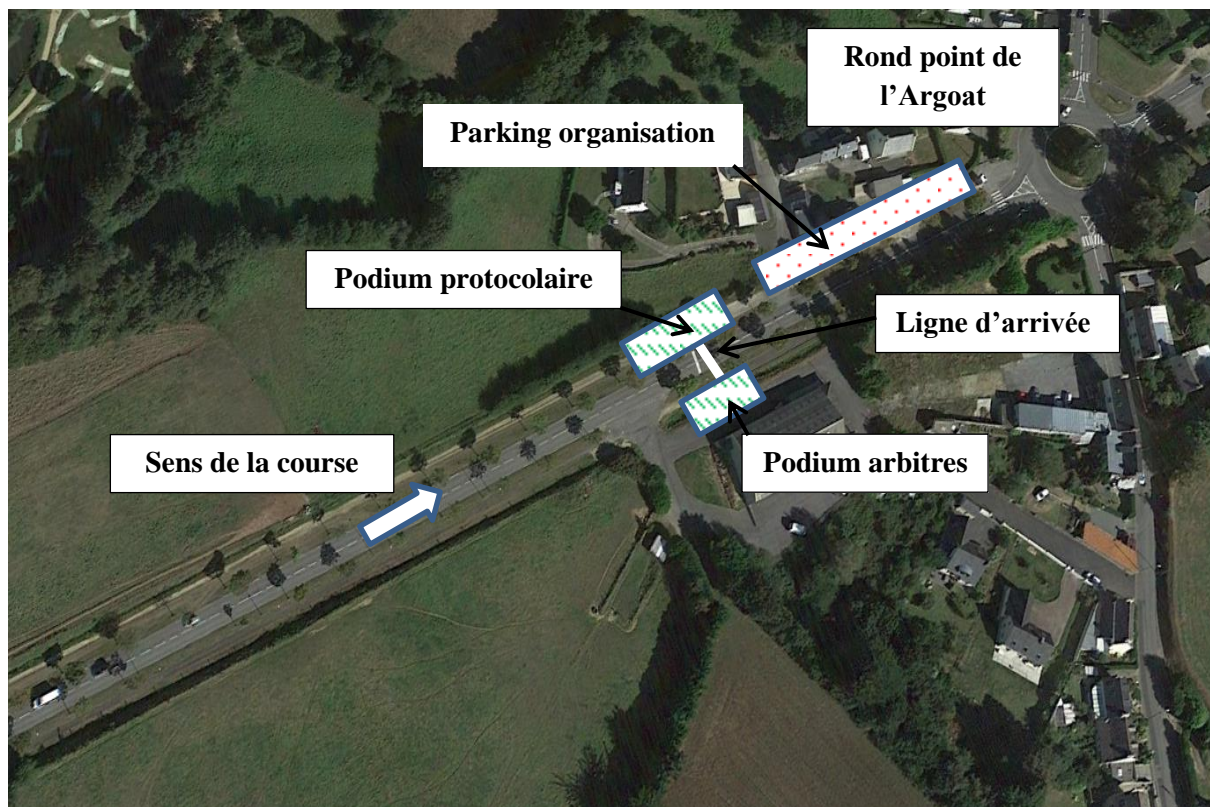 Rond point de
l'Argoat
Parking organisation
Podium protocolaire
Ligne d'arrivée
Sens de la course
Podium arbitres